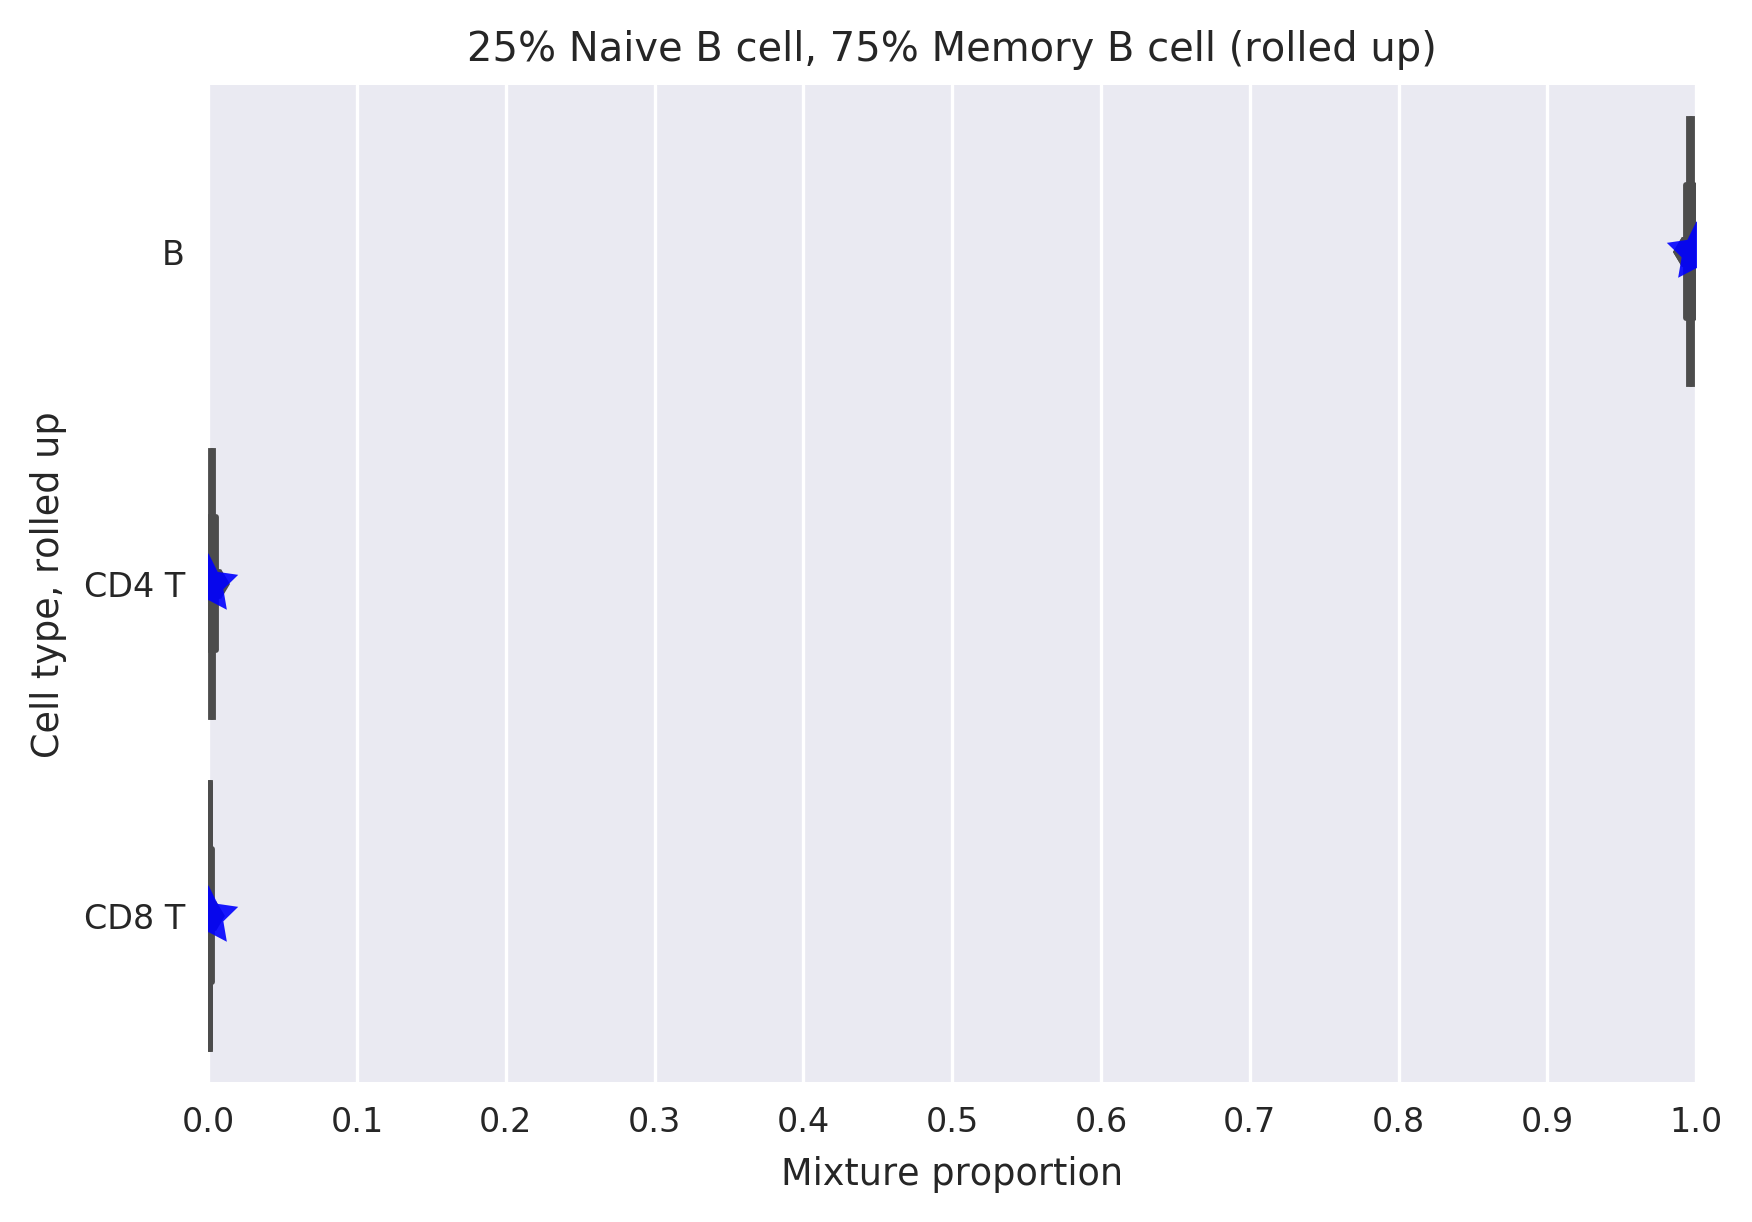 25% Naive B cell, 75% Memory B cell (rolled up)
B
CD4 T
CD8 T
Cell type, rolled up
0.0 0.1 0.2 0.3 0.4 0.5 0.6 0.7 0.8 0.9 1.0
Mixture proportion